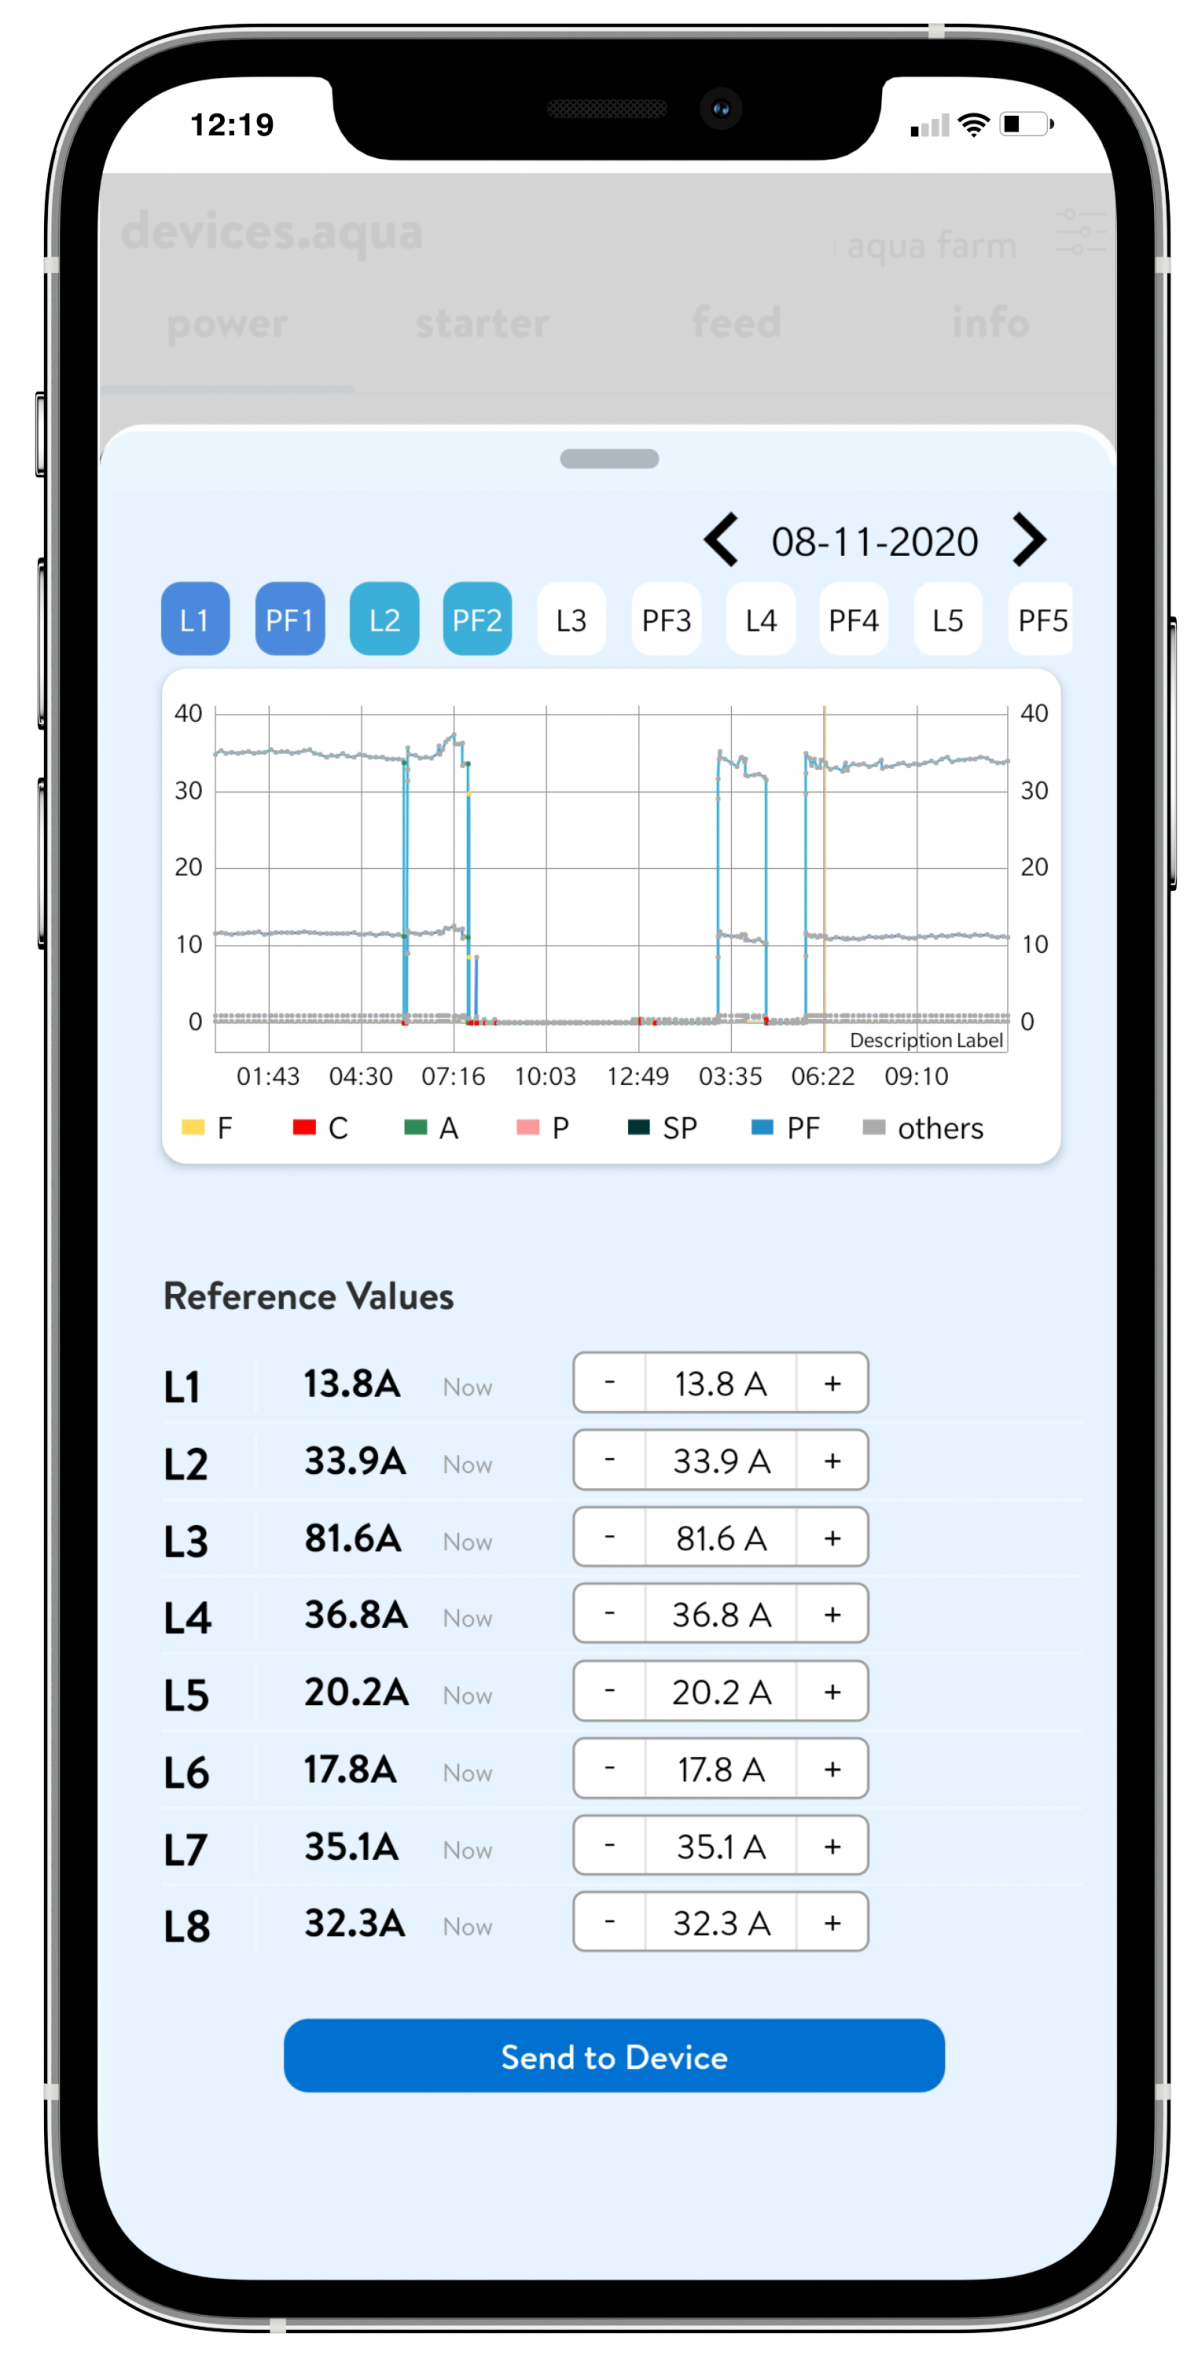 12:19
devices.aqua
aqua farm
power starter feed info
08-11-2020
L1 PF1 L2 PF2 L3 PF3 L4 PF4 L5 PF5
40 40
30 30
20 20
10 10
0 0
Description Label
01:43 04:30 07:16 10:03 12:49 03:35 06:22 09:10
F C A P SP PF others
Reference Values
L1 13.8A Now - 13.8 A +
L2 33.9A Now - 33.9 A +
L3 81.6A Now - 81.6 A +
L4 36.8A Now - 36.8 A +
L5 20.2A Now - 20.2 A +
L6 17.8A Now - 17.8 A +
L7 35.1A Now - 35.1 A +
L8 32.3A Now - 32.3 A +
Send to Device